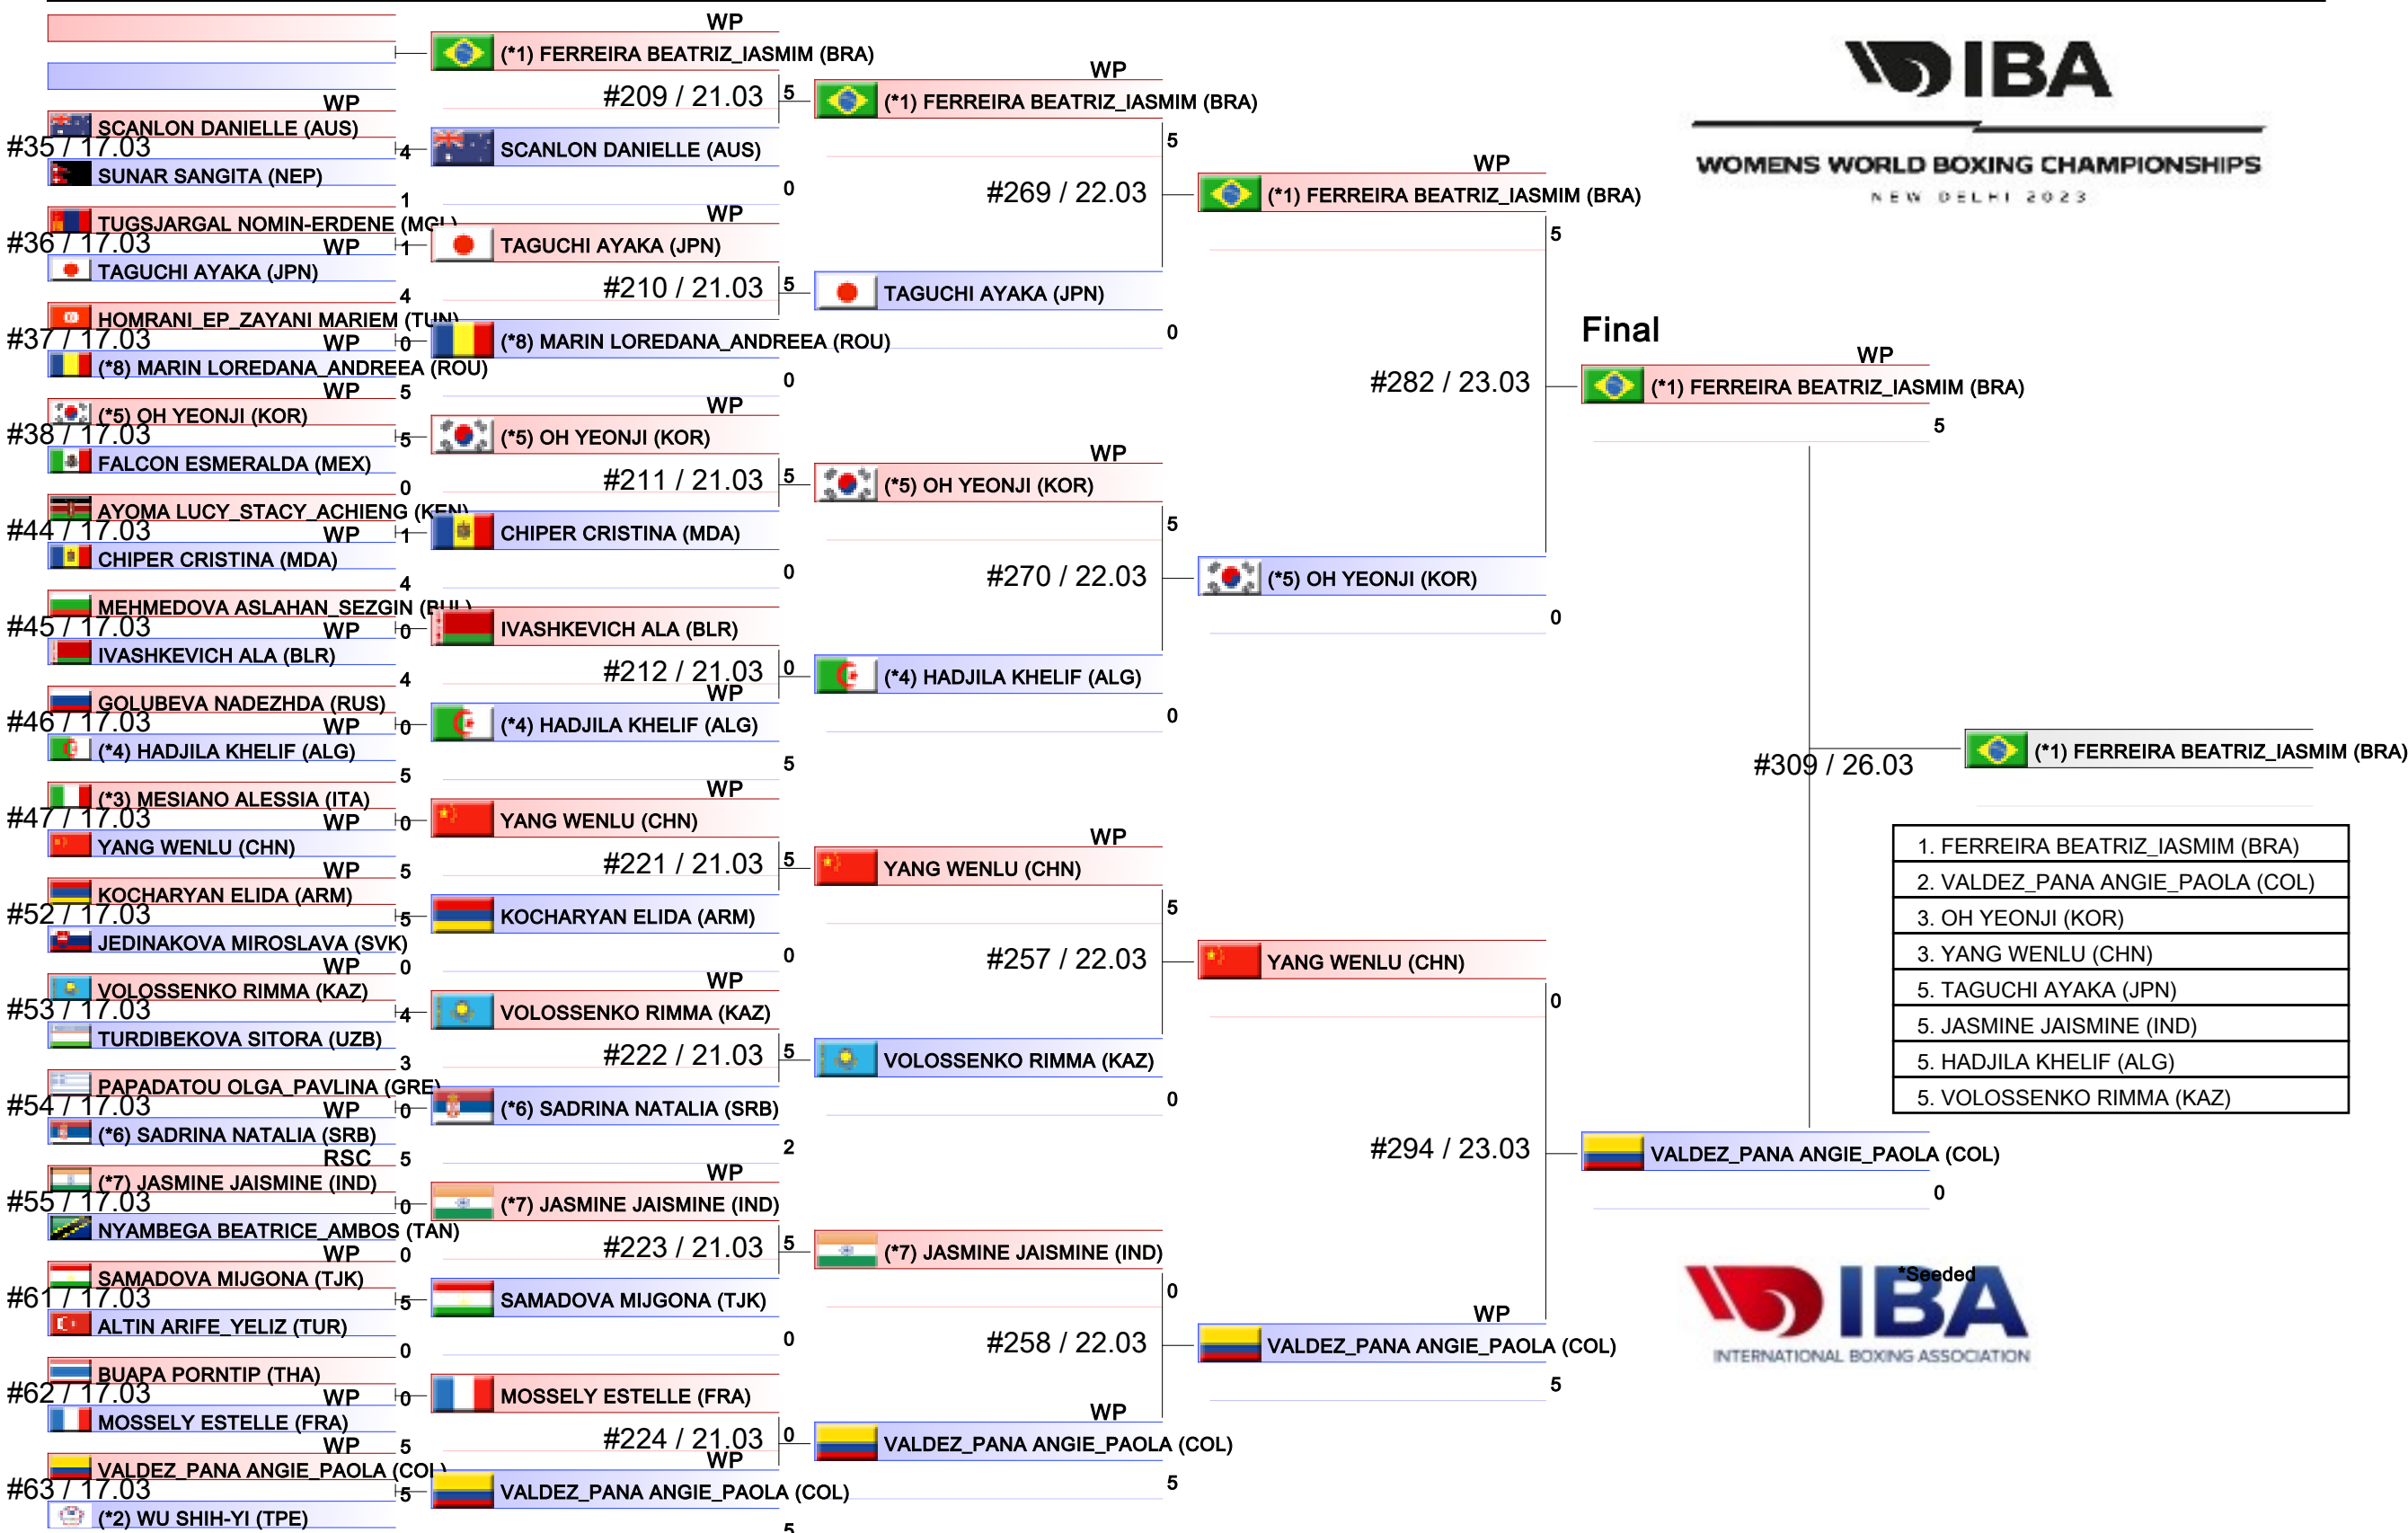 WP
(*1) FERREIRA BEATRIZ_IASMIM (BRA)
#209 / 21.03
5
WP
SCANLON DANIELLE (AUS)
#35 / 17.03
4
SUNAR SANGITA (NEP)
1
SCANLON DANIELLE (AUS)
0
TUGSJARGAL NOMIN-ERDENE (MGL)
#36 / 17.03
WP
1
TAGUCHI AYAKA (JPN)
4
WP
TAGUCHI AYAKA (JPN)
#210 / 21.03
5
HOMRANI_EP_ZAYANI MARIEM (TUN)
#37 / 17.03
WP
0
(*8) MARIN LOREDANA_ANDREEA (ROU)
5
(*8) MARIN LOREDANA_ANDREEA (ROU)
0
WP
(*5) OH YEONJI (KOR)
#38 / 17.03
5
FALCON ESMERALDA (MEX)
0
WP
(*5) OH YEONJI (KOR)
#211 / 21.03
5
AYOMA LUCY_STACY_ACHIENG (KEN)
#44 / 17.03
WP
1
CHIPER CRISTINA (MDA)
4
CHIPER CRISTINA (MDA)
0
MEHMEDOVA ASLAHAN_SEZGIN (BUL)
#45 / 17.03
WP
0
IVASHKEVICH ALA (BLR)
4
IVASHKEVICH ALA (BLR)
#212 / 21.03
0
GOLUBEVA NADEZHDA (RUS)
#46 / 17.03
WP
0
(*4) HADJILA KHELIF (ALG)
5
WP
(*4) HADJILA KHELIF (ALG)
5
(*3) MESIANO ALESSIA (ITA)
#47 / 17.03
WP
0
YANG WENLU (CHN)
5
WP
YANG WENLU (CHN)
#221 / 21.03
5
WP
KOCHARYAN ELIDA (ARM)
#52 / 17.03
5
JEDINAKOVA MIROSLAVA (SVK)
0
KOCHARYAN ELIDA (ARM)
0
WP
VOLOSSENKO RIMMA (KAZ)
#53 / 17.03
4
TURDIBEKOVA SITORA (UZB)
3
WP
VOLOSSENKO RIMMA (KAZ)
#222 / 21.03
5
PAPADATOU OLGA_PAVLINA (GRE)
#54 / 17.03
WP
0
(*6) SADRINA NATALIA (SRB)
5
(*6) SADRINA NATALIA (SRB)
2
RSC
(*7) JASMINE JAISMINE (IND)
#55 / 17.03
0
NYAMBEGA BEATRICE_AMBOS (TAN)
0
WP
(*7) JASMINE JAISMINE (IND)
#223 / 21.03
5
WP
SAMADOVA MIJGONA (TJK)
#61 / 17.03
5
ALTIN ARIFE_YELIZ (TUR)
0
SAMADOVA MIJGONA (TJK)
0
BUAPA PORNTIP (THA)
#62 / 17.03
WP
0
MOSSELY ESTELLE (FRA)
5
MOSSELY ESTELLE (FRA)
#224 / 21.03
0
WP
VALDEZ_PANA ANGIE_PAOLA (COL)
#63 / 17.03
5
(*2) WU SHIH-YI (TPE)
WP
VALDEZ_PANA ANGIE_PAOLA (COL)
5
WP
(*1) FERREIRA BEATRIZ_IASMIM (BRA)
5
#269 / 22.03
TAGUCHI AYAKA (JPN)
0
WP
(*5) OH YEONJI (KOR)
5
#270 / 22.03
(*4) HADJILA KHELIF (ALG)
0
WP
YANG WENLU (CHN)
5
#257 / 22.03
VOLOSSENKO RIMMA (KAZ)
0
(*7) JASMINE JAISMINE (IND)
0
#258 / 22.03
WP
VALDEZ_PANA ANGIE_PAOLA (COL)
5
WP
(*1) FERREIRA BEATRIZ_IASMIM (BRA)
5
#282 / 23.03
(*5) OH YEONJI (KOR)
0
YANG WENLU (CHN)
0
#294 / 23.03
WP
VALDEZ_PANA ANGIE_PAOLA (COL)
5
Final
WP
(*1) FERREIRA BEATRIZ_IASMIM (BRA)
5
#309 / 26.03
VALDEZ_PANA ANGIE_PAOLA (COL)
0
(*1) FERREIRA BEATRIZ_IASMIM (BRA)
1. FERREIRA BEATRIZ_IASMIM (BRA)
2. VALDEZ_PANA ANGIE_PAOLA (COL)
3. OH YEONJI (KOR)
3. YANG WENLU (CHN)
5. TAGUCHI AYAKA (JPN)
5. JASMINE JAISMINE (IND)
5. HADJILA KHELIF (ALG)
5. VOLOSSENKO RIMMA (KAZ)
IBA
WOMENS WORLD BOXING CHAMPIONSHIPS
NEW DELHI 2023
*Seeded
IBA
INTERNATIONAL BOXING ASSOCIATION